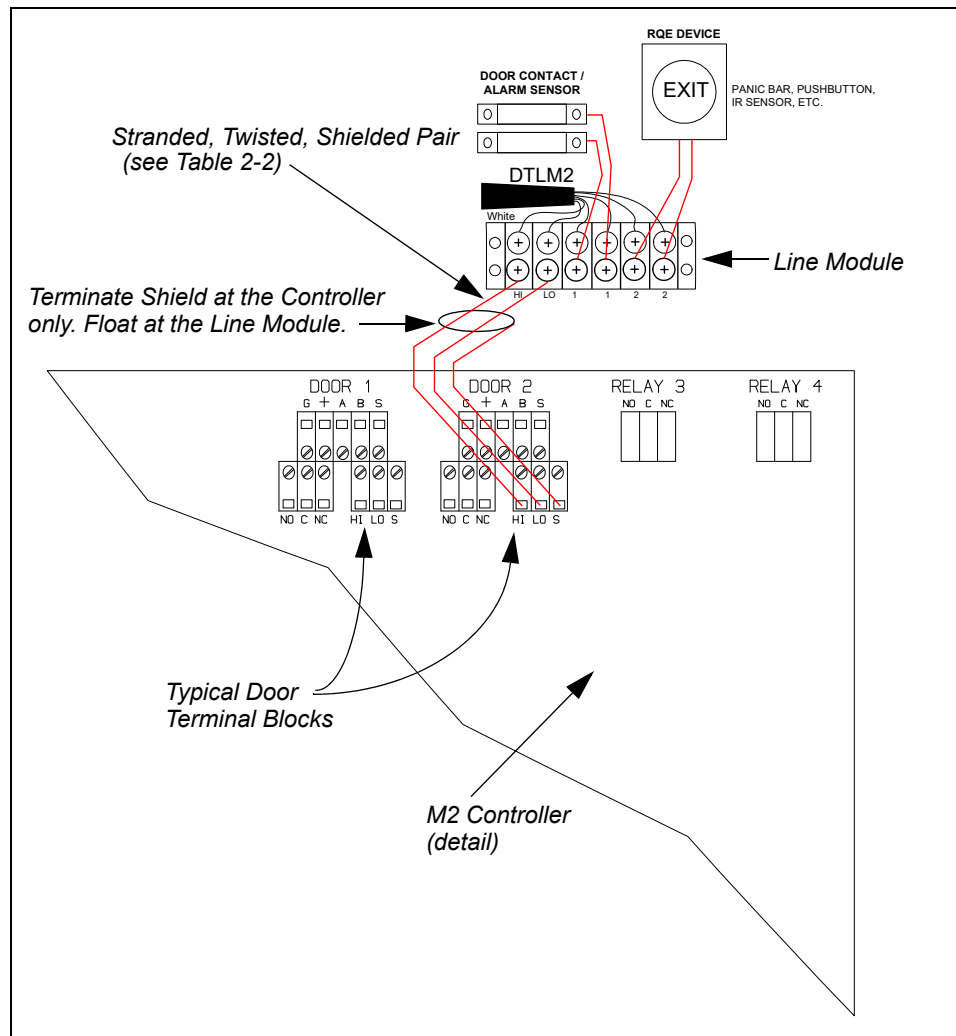 RQE DEVICE
EXIT
PANIC BAR, PUSHBUTTON,
IR SENSOR, ETC.
DOOR CONTACT /
ALARM SENSOR
Stranded, Twisted, Shielded Pair
(see Table 2-2)
DTLM2
White
HI LO 1 1 2 2
Line Module
Terminate Shield at the Controller
only. Float at the Line Module.
DOOR 1
G + A B S
NO C NC HI LO S
DOOR 2
G + A B S
NO C NC HI LO S
RELAY 3
NO C NC
RELAY 4
NO C NC
Typical Door
Terminal Blocks
M2 Controller
(detail)